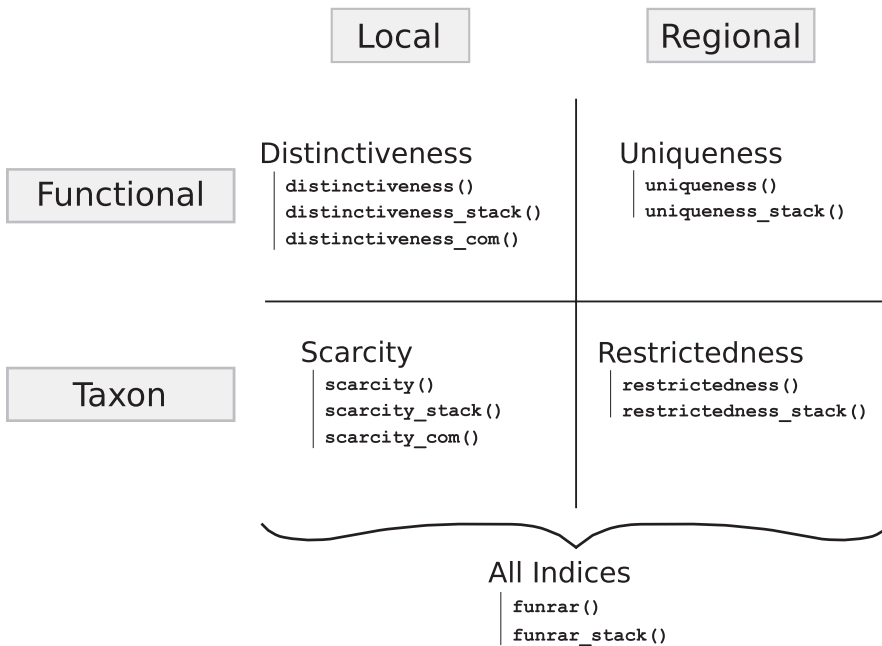 Local
Regional
Functional
Distinctiveness
distinctiveness()
distinctiveness_stack()
distinctiveness_com()
Uniqueness
uniqueness()
uniqueness_stack()
Taxon
Scarcity
scarcity()
scarcity_stack()
scarcity_com()
Restrictedness
restrictedness()
restrictedness_stack()
All Indices
funrar()
funrar_stack()